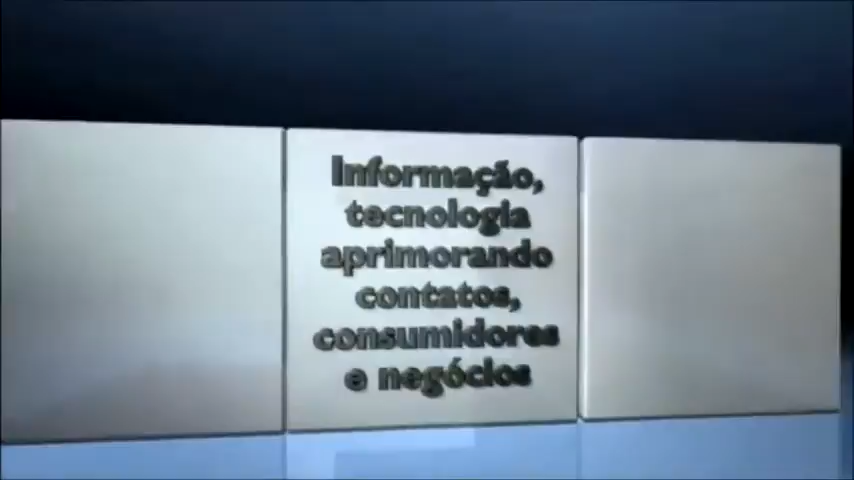 Informação,
tecnologia
aprimorando
contatos,
consumidores
e negócios